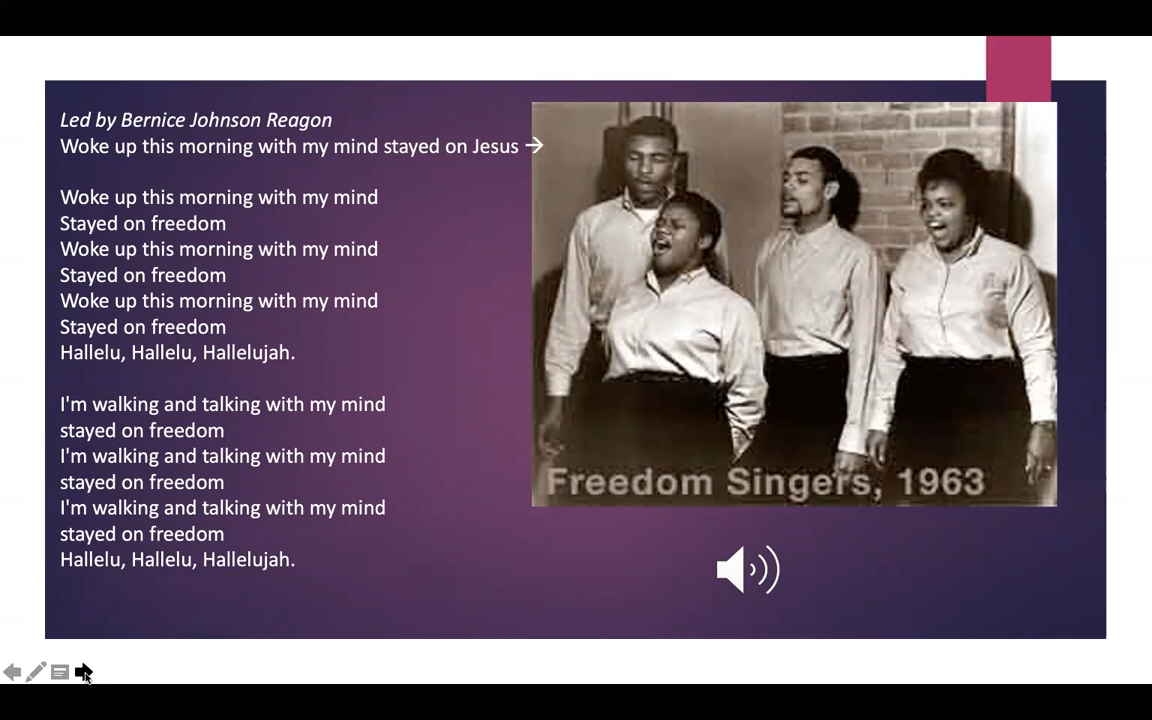 Led by Bernice Johnson Reagon
Woke up this morning with my mind stayed on Jesus →
Woke up this morning with my mind
Stayed on freedom
Woke up this morning with my mind
Stayed on freedom
Woke up this morning with my mind
Stayed on freedom
Hallelu, Hallelu, Hallelujah.
I'm walking and talking with my mind
stayed on freedom
I'm walking and talking with my mind
stayed on freedom
I'm walking and talking with my mind
stayed on freedom
Hallelu, Hallelu, Hallelujah.
Freedom Singers, 1963